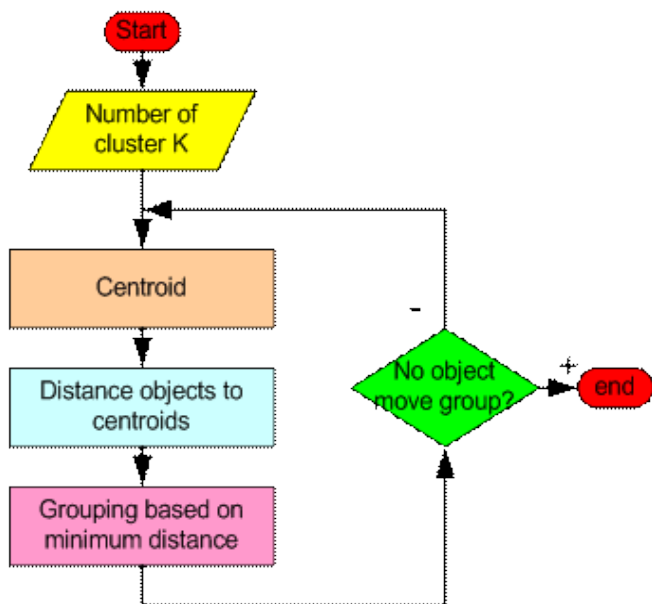 Start
Number of
cluster K
Centroid
Distance objects to
centroids
Grouping based on
minimum distance
-
No object
move group?
+
end